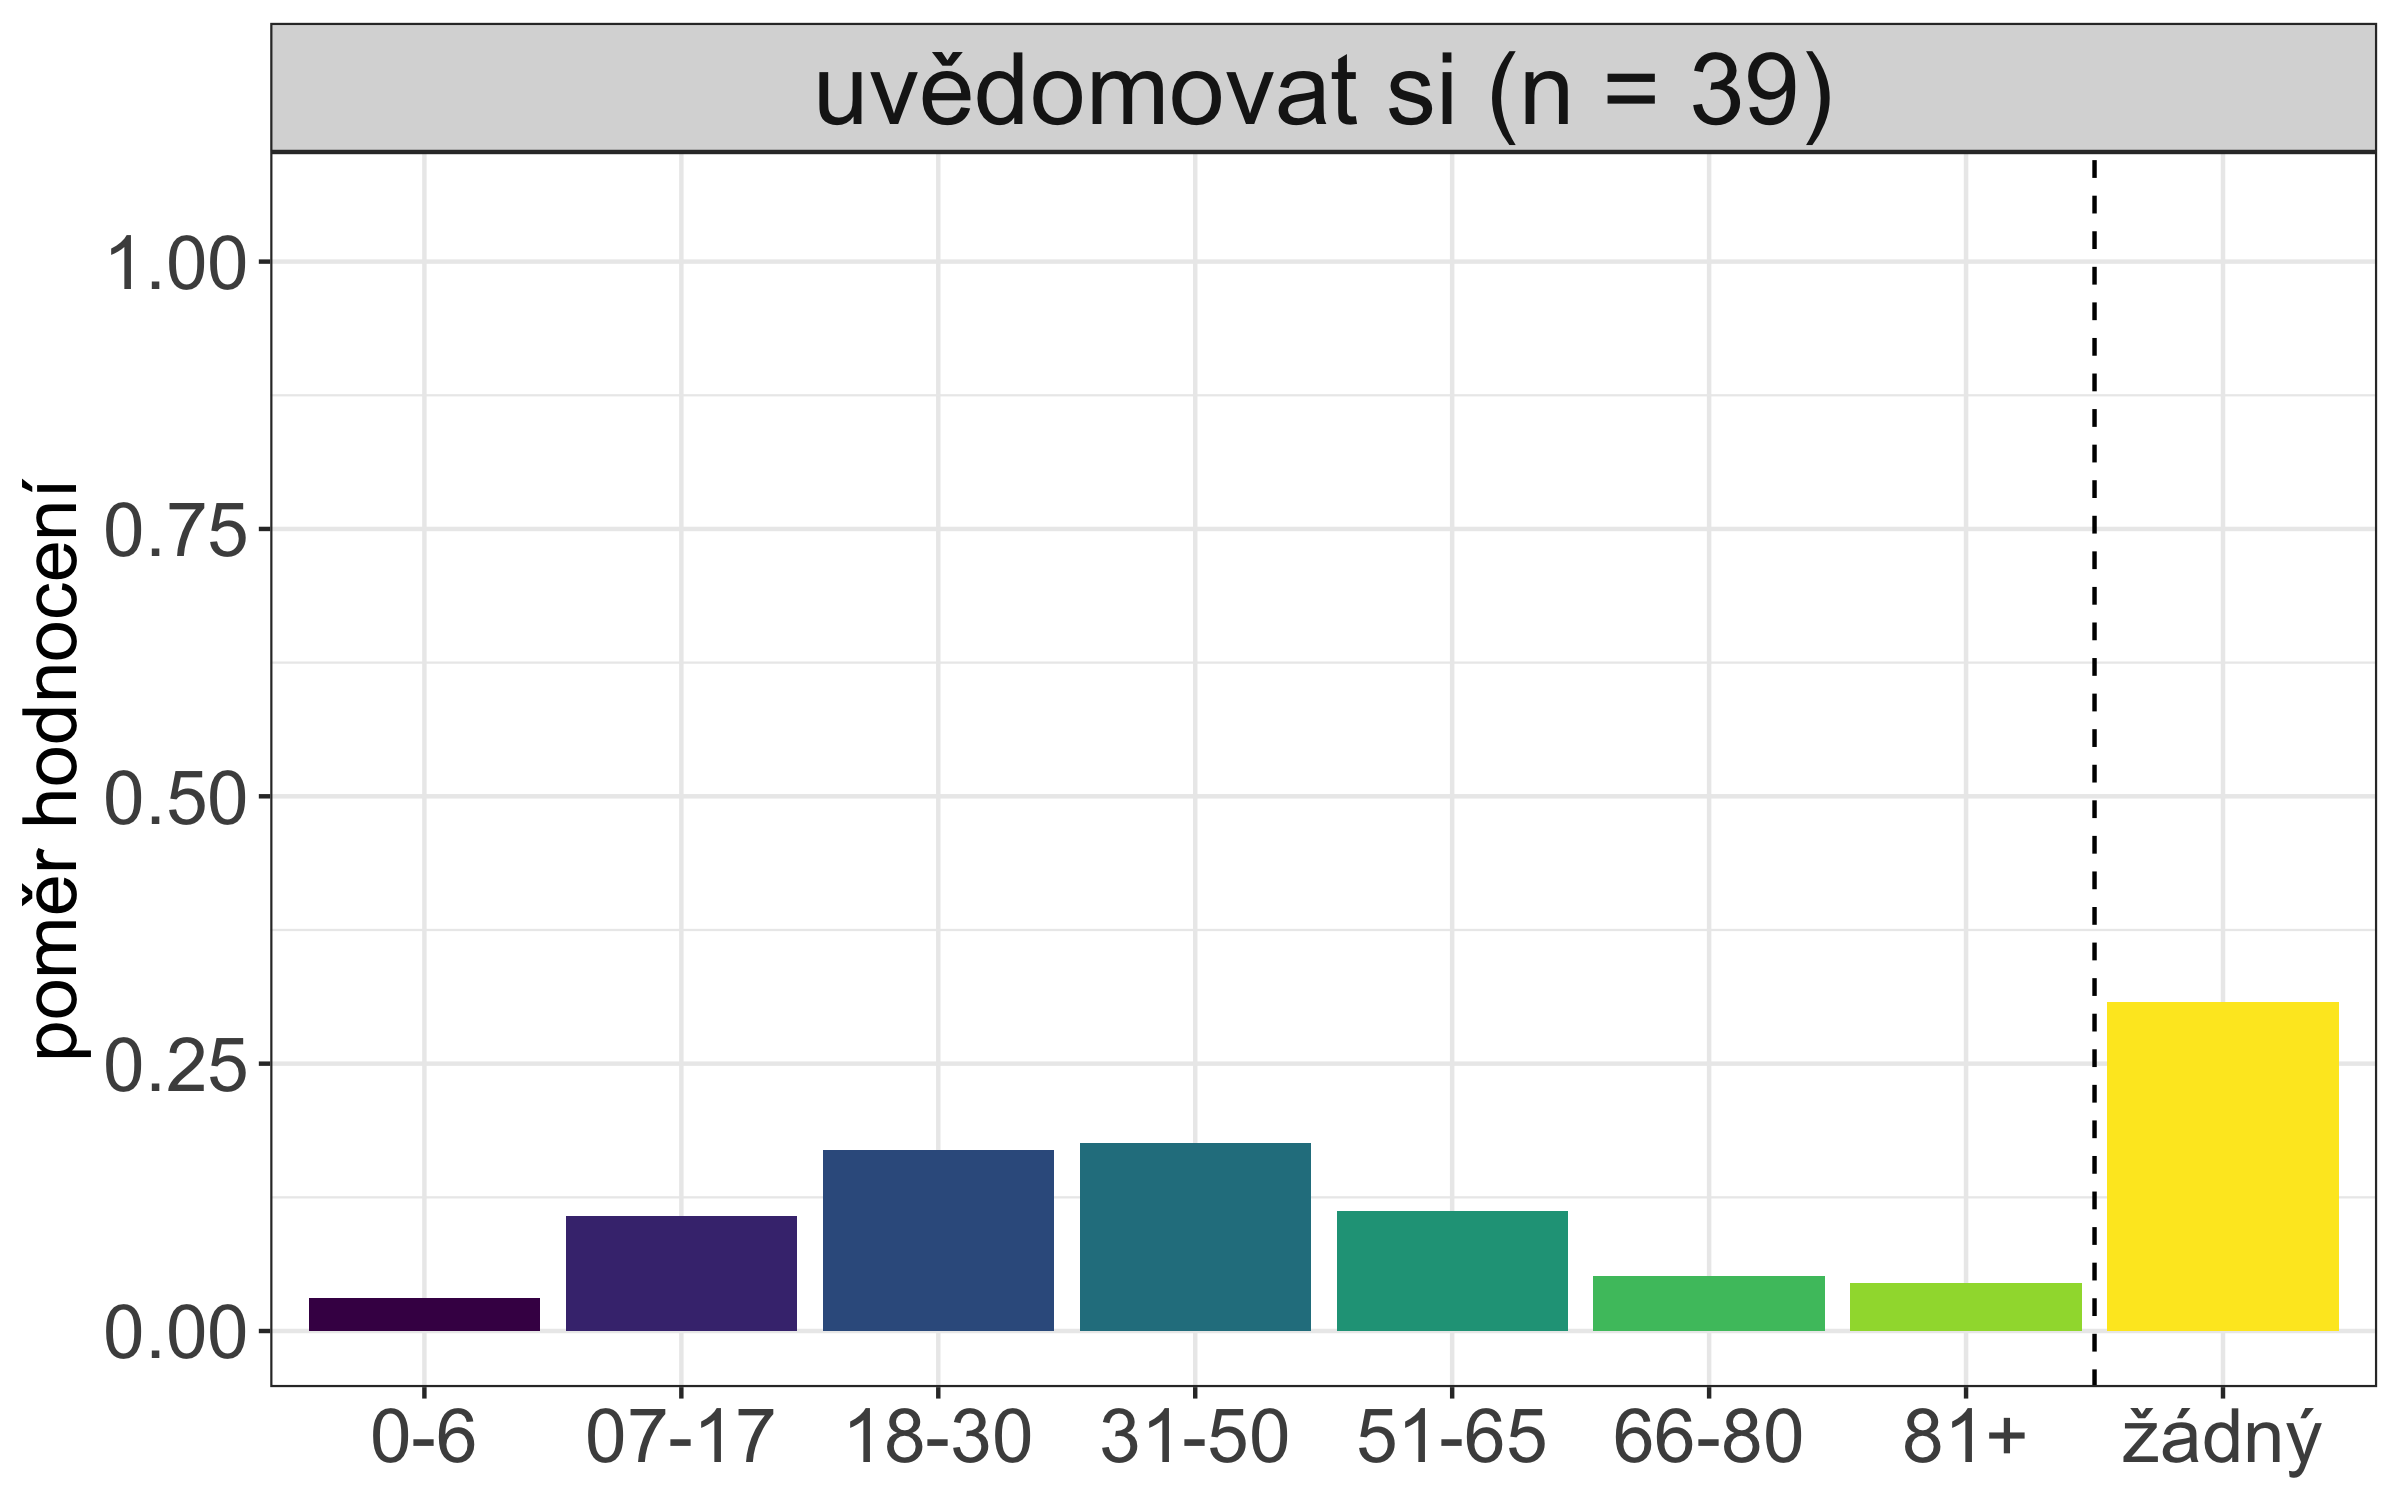 uvědomovat si (n = 39)
poměr hodnocení
1.00
0.75
0.50
0.25
0.00
0-6 07-17 18-30 31-50 51-65 66-80 81+ žádný